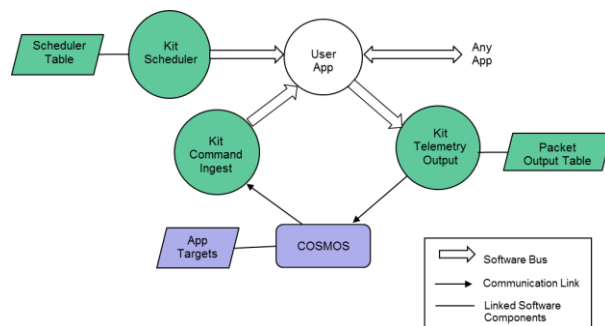 Scheduler
Table
Kit
Scheduler
User
App
Any
App
Kit
Command
Ingest
Kit
Telemetry
Output
Packet
Output Table
App
Targets
COSMOS
Software Bus
Communication Link
Linked Software
Components